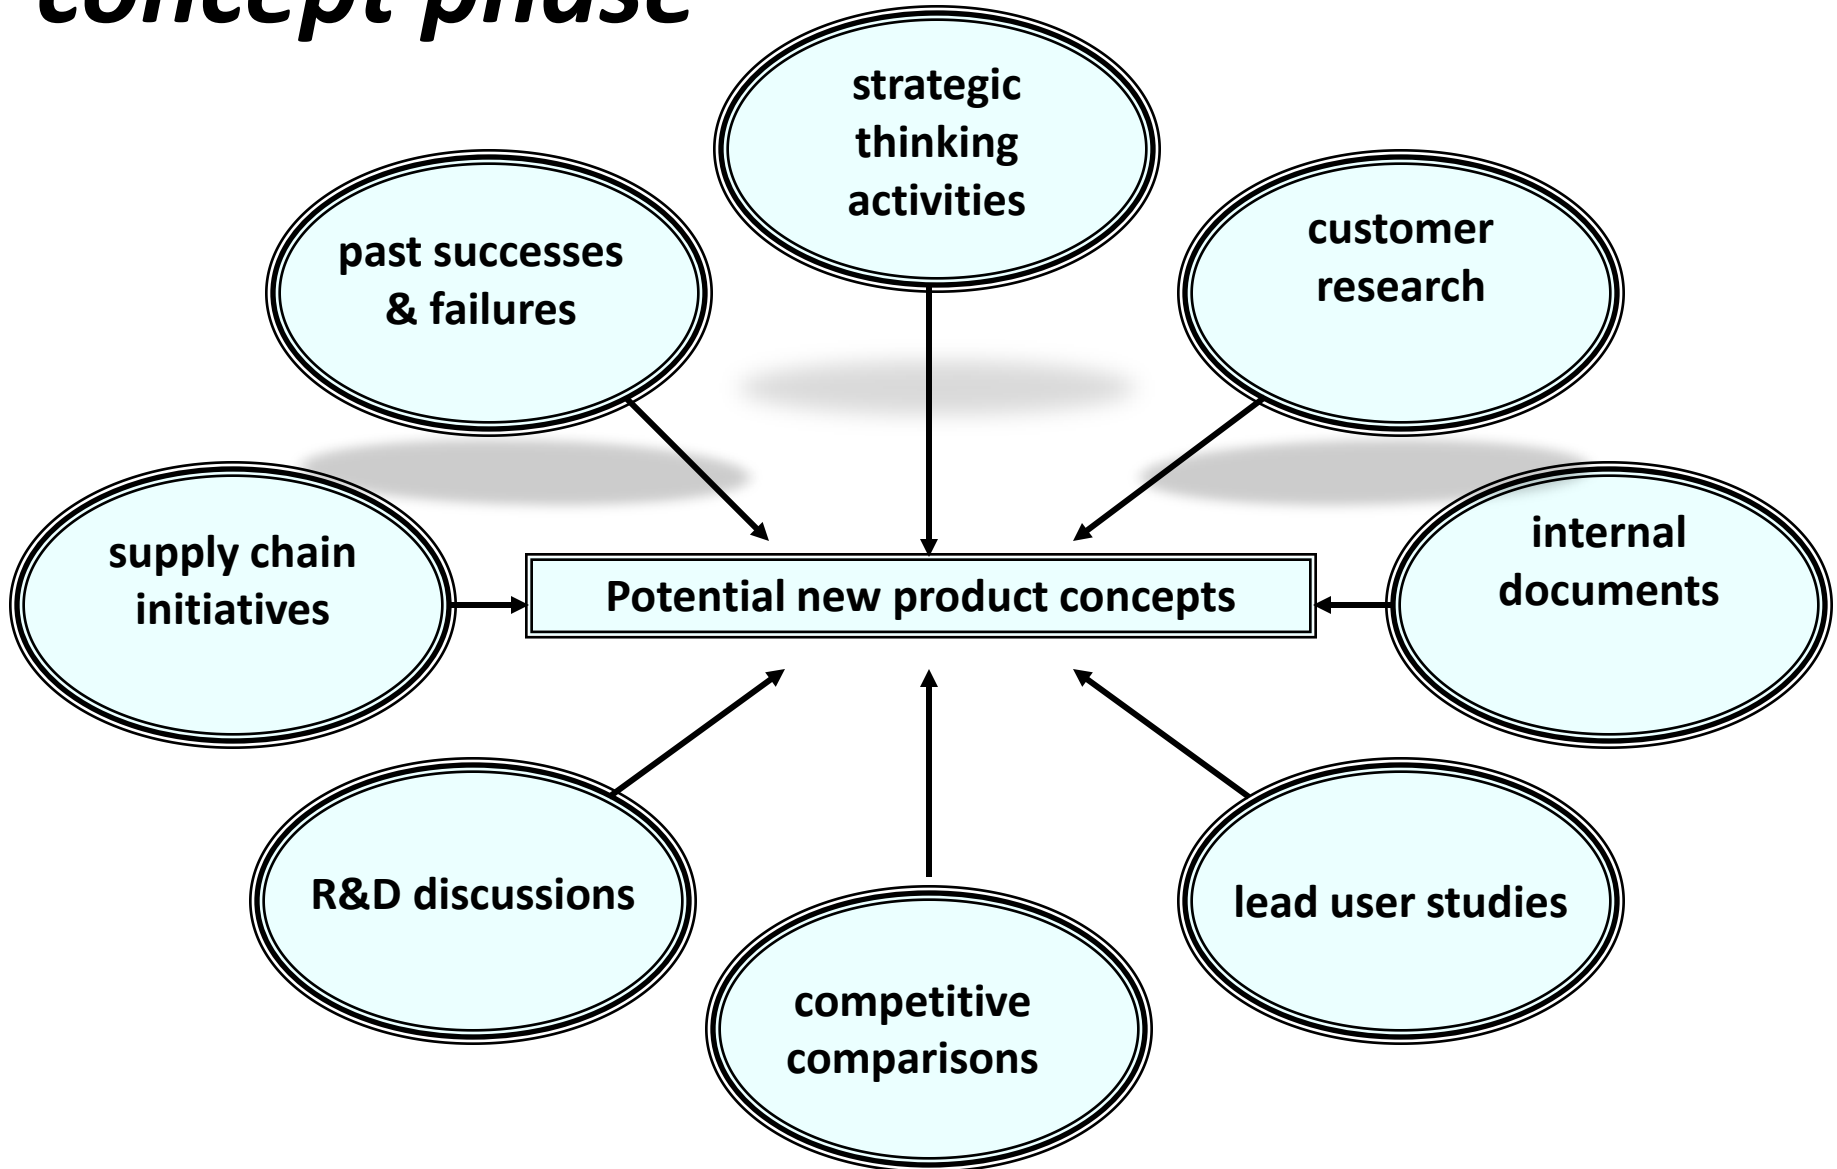 concept phase
strategic
thinking
activities
past successes
& failures
customer
research
supply chain
initiatives
Potential new product concepts
internal
documents
R&D discussions
lead user studies
competitive
comparisons